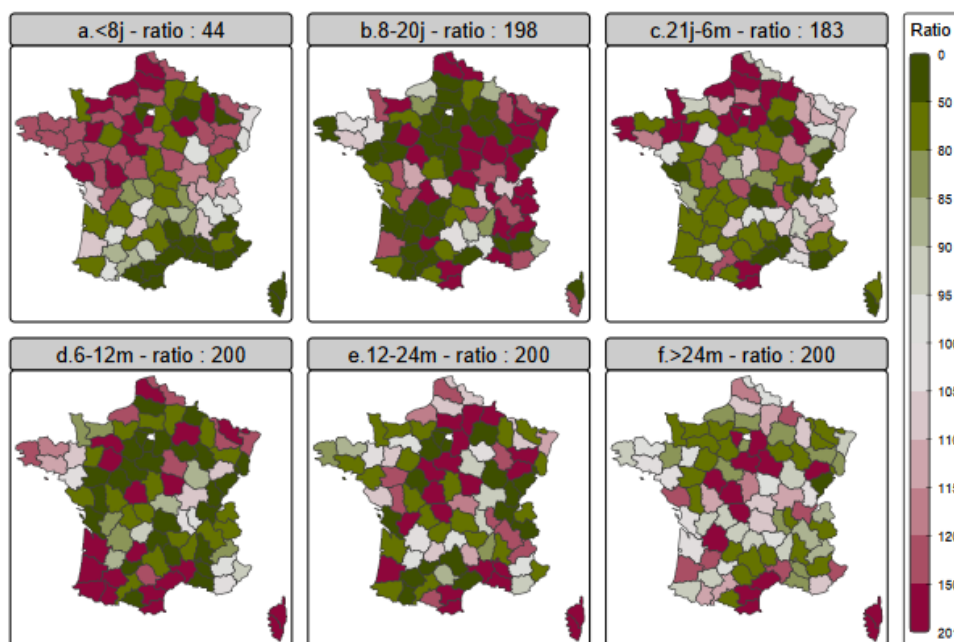 a.<8j - ratio : 44
b.8-20j - ratio : 198
c.21j-6m - ratio : 183
Ratio
0
50
80
85
90
95
100
105
110
115
120
150
201
d.6-12m - ratio : 200
e.12-24m - ratio : 200
f.>24m - ratio : 200